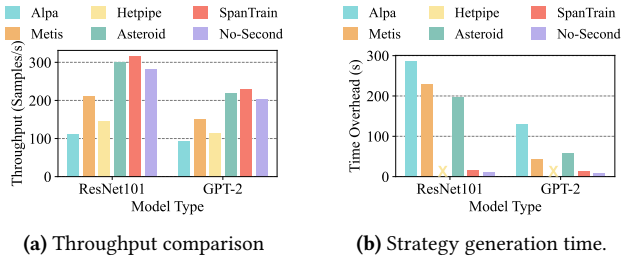 Alpa Hetpipe SpanTrain
Metis Asteroid No-Second
Throughput (Samples/s)
300
200
100
0
ResNet101 GPT-2
Model Type
(a) Throughput comparison
Alpa Hetpipe SpanTrain
Metis Asteroid No-Second
Time Overhead (s)
300
200
100
0
X X
ResNet101 GPT-2
Model Type
(b) Strategy generation time.